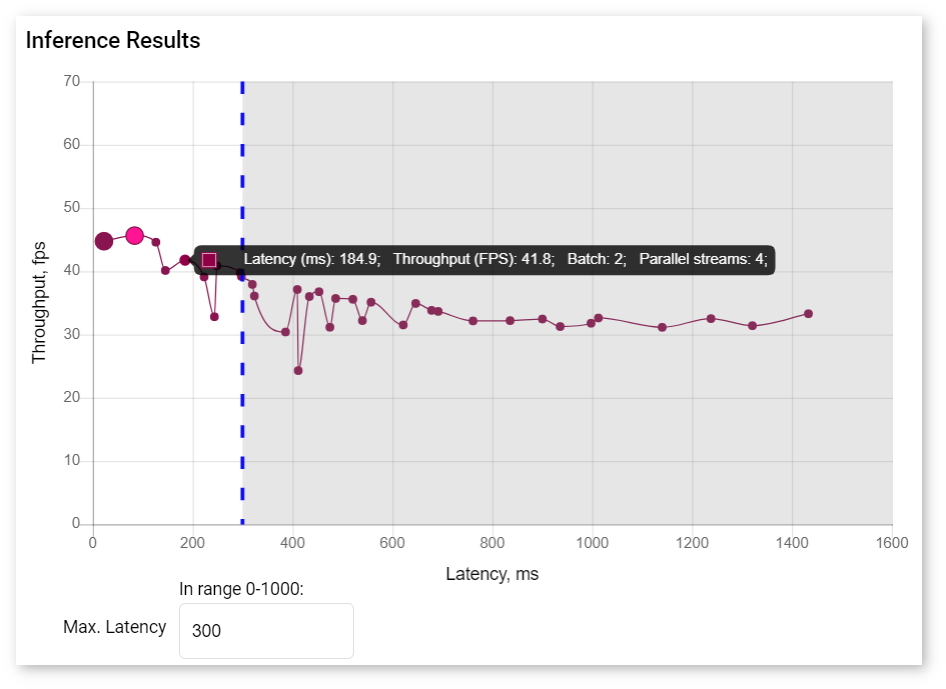 Inference Results
70
60
50
40
30
20
10
0
Throughput, fps
Latency (ms): 184.9; Throughput (FPS): 41.8; Batch: 2; Parallel streams: 4;
0 200 400 600 800 1000 1200 1400 1600
Latency, ms
In range 0-1000:
Max. Latency 300